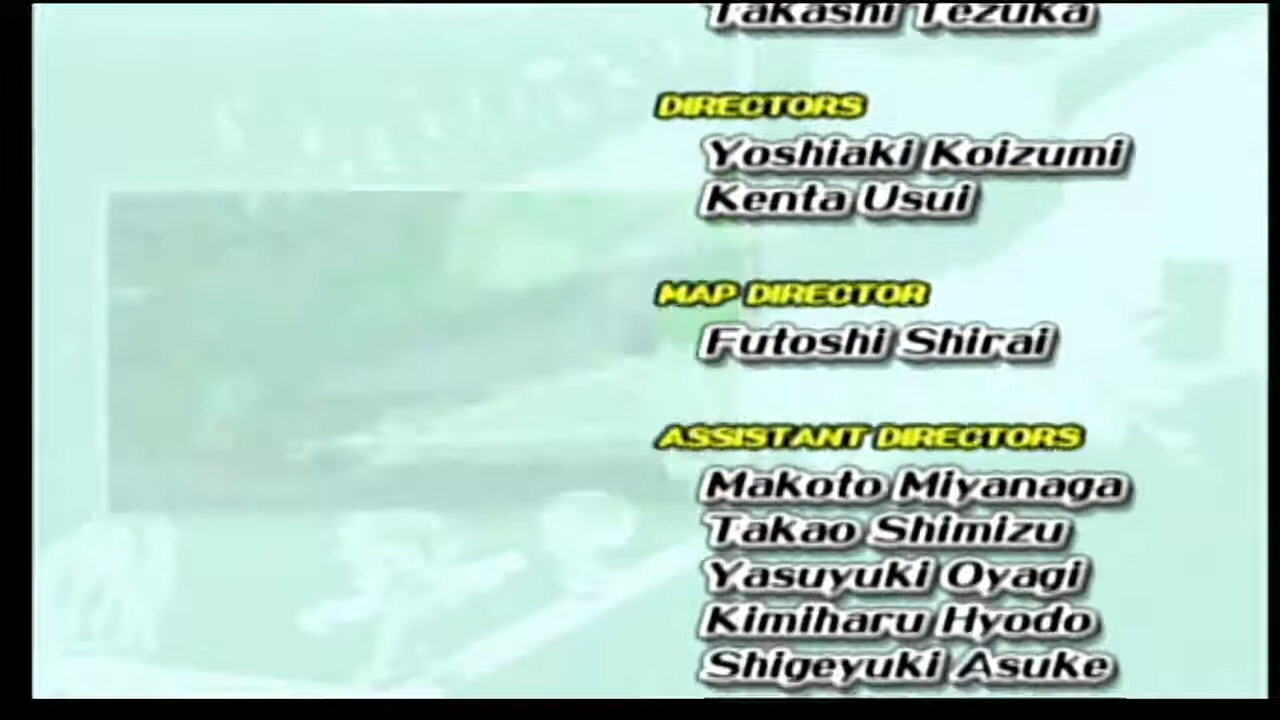 Takashi Tezuka
DIRECTORS
Yoshiaki Koizumi
Kenta Usui
MAP DIRECTOR
Futoshi Shirai
ASSISTANT DIRECTORS
Makoto Miyanaga
Takao Shimizu
Yasuyuki Oyagi
Kimiharu Hyodo
Shigeyuki Asuke